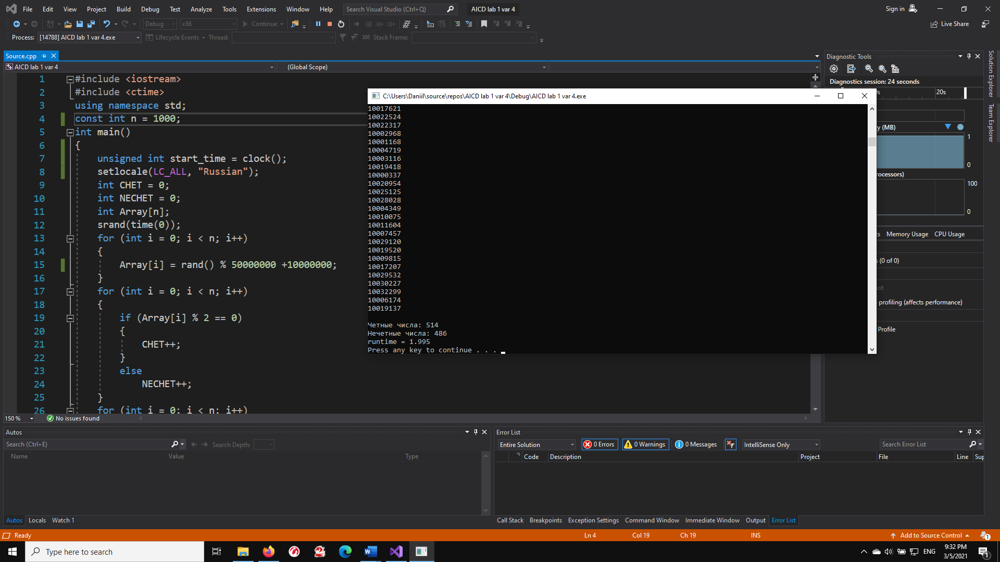 File Edit View Project Build Debug Test Analyze Tools Extensions Window Help Search Visual Studio (Ctrl+Q) AICD lab 1 var 4 Sign in
Debug x86 Continue Live Share
Process: [14788] AICD lab 1 var 4.exe Lifecycle Events Thread: Stack Frame:
Source.cpp
AICD lab 1 var 4 (Global Scope)
1 #include <iostream>
2 #include <ctime>
3 using namespace std;
4 const int n = 1000;
5 int main()
6 {
7 unsigned int start_time = clock();
8 setlocale(LC_ALL, "Russian");
9 int CHET = 0;
10 int NECHET = 0;
11 int Array[n];
12 srand(time(0));
13 for (int i = 0; i < n; i++)
14 {
15 Array[i] = rand() % 50000000 +10000000;
16 }
17 for (int i = 0; i < n; i++)
18 {
19 if (Array[i] % 2 == 0)
20 {
21 CHET++;
22 }
23 else
24 NECHET++;
25 }
26 for (int i = 0; i < n; i++)
150 % No issues found
C:\Users\Daniil\source\repos\AICD lab 1 var 4\Debug\AICD lab 1 var 4.exe
10017621
10022524
10022317
10002968
10001168
10004719
10003116
10019418
10000337
10020954
10025125
10028028
10004349
10010075
10011604
10007457
10029120
10019520
10009815
10017207
10029532
10030227
10032299
10006174
10019137
Четные числа: 514
Нечетные числа: 486
runtime = 1.995
Press any key to continue . . .
Diagnostic Tools
Diagnostics session: 24 seconds
20s
y (MB)
1
0
rocessors)
100
0
ts Memory Usage CPU Usage
s (0 of 0)
ot
profiling (affects performance)
Profile
Solution Explorer
Team Explorer
Autos
Search (Ctrl+E) Search Depth:
Name Value Type
Autos Locals Watch 1
Error List
Entire Solution 0 Errors 0 Warnings 0 Messages IntelliSense Only Search Error List
Code Description Project File Line Sup
Call Stack Breakpoints Exception Settings Command Window Immediate Window Output Error List
Ready Ln 4 Col 19 Ch 19 INS Add to Source Control 1
Type here to search ENG 9:32 PM 1
3/5/2021